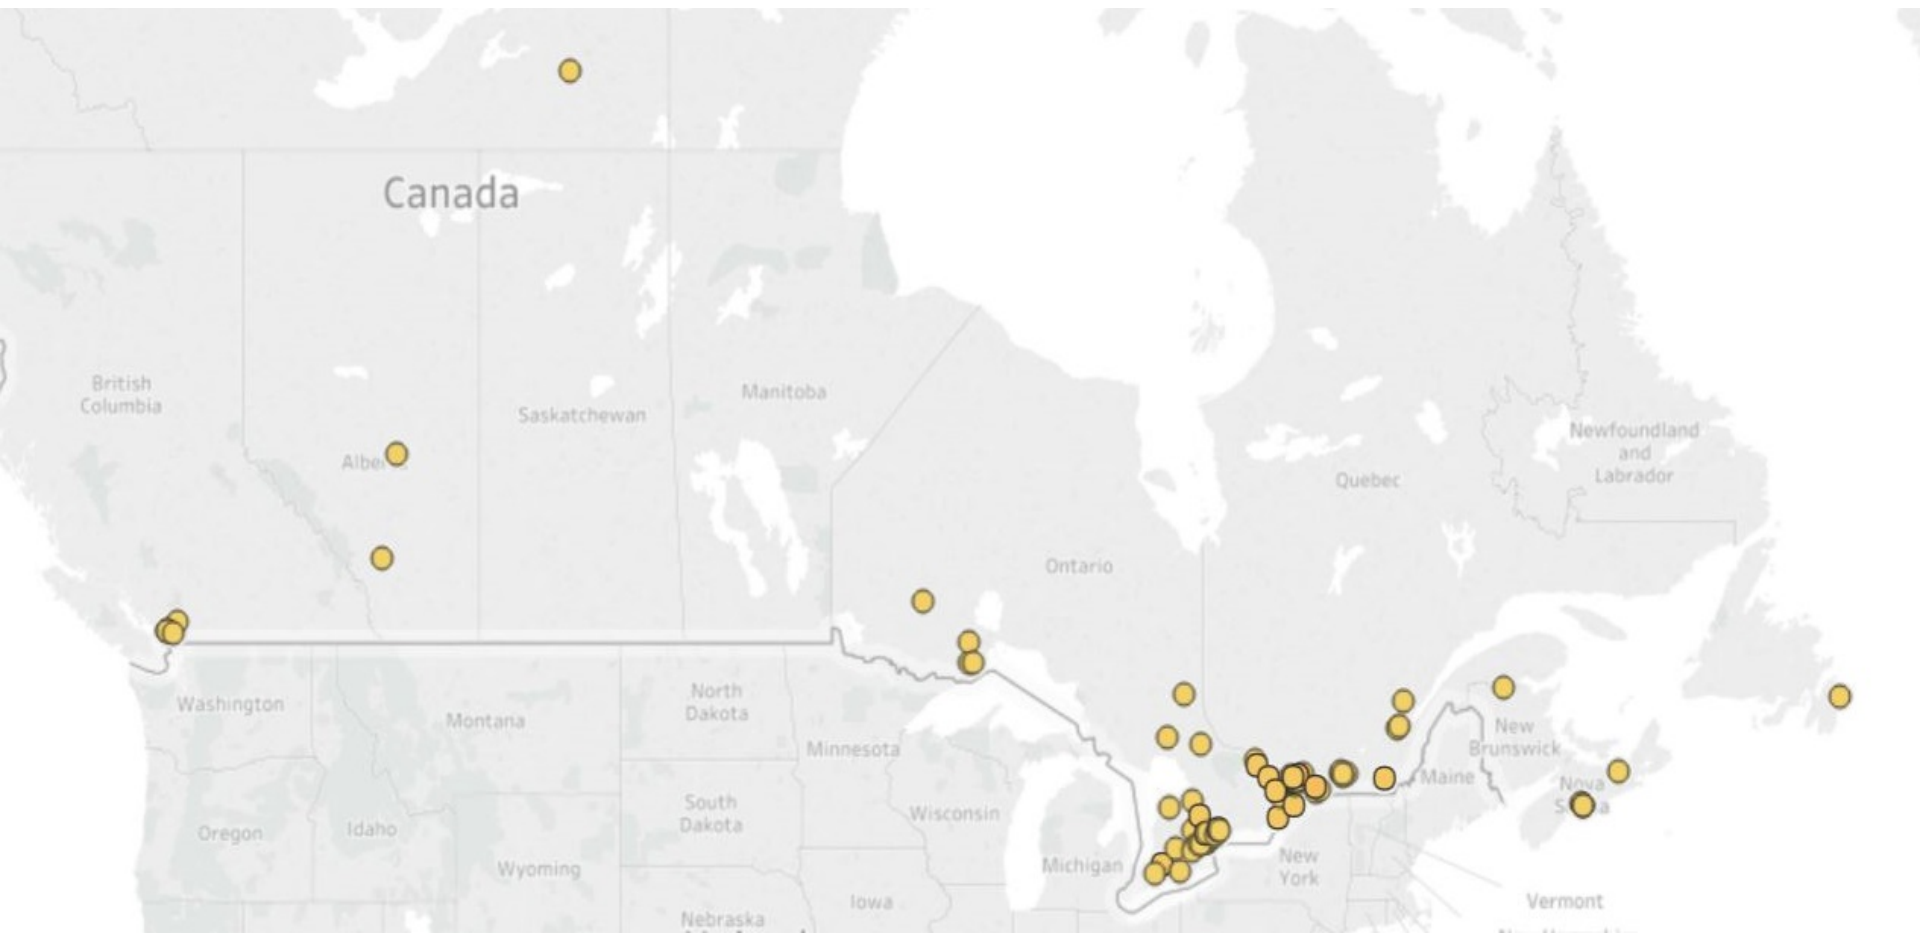 Canada
British
Columbia
Manitoba
Saskatchewan
Newfoundland
and
Labrador
Quebec
Ontario
Washington
North
Dakota
Montana
New
Brunswick
Minnesota
Maine
Nova
South
Dakota
Wisconsin
Oregon
Idaho
Michigan
New
York
Wyoming
Iowa
Vermont
Nebraska